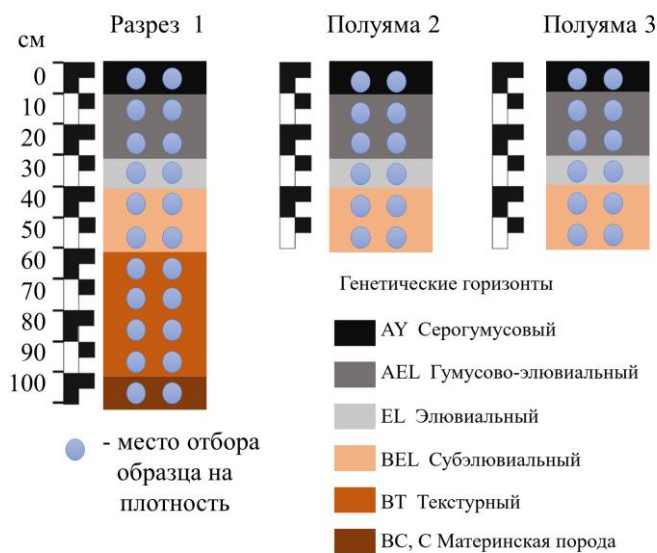 Разрез 1
Полуяма 2
Полуяма 3
см
0
10
20
30
40
50
60
70
80
90
100
- место отбора
образца на
плотность
Генетические горизонты
AY Серогумусовый
AEL Гумусово-элювиальный
EL Элювиальный
BEL Субэлювиальный
BT Текстурный
BC, C Материнская порода